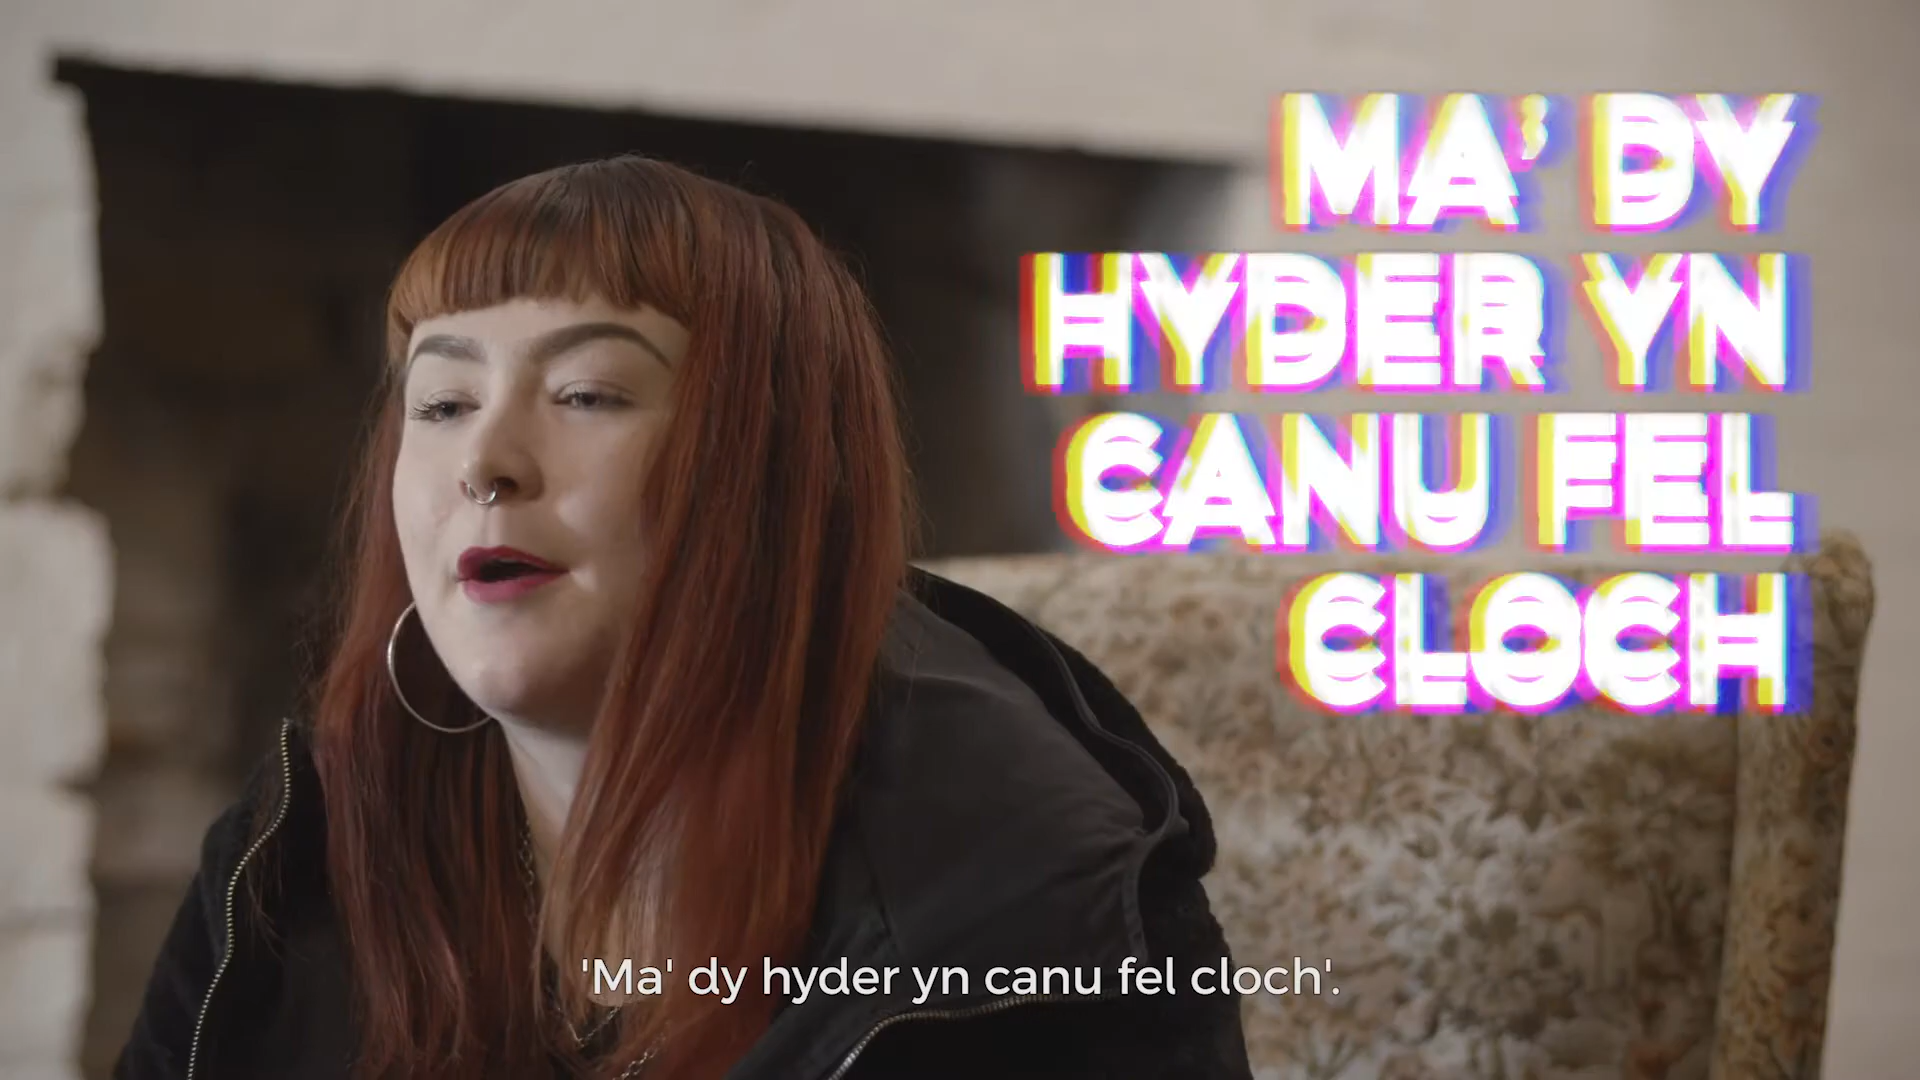 MA' DY
HYDER YN
CANU FEL
CLOCH
'Ma' dy hyder yn canu fel cloch'.